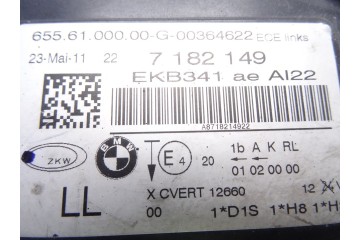 655.61.000.00-G-00364622 ECE links
23-Mai-11 22 7 182 149
EKB341 ae AI22
A8718214922
ZKW BMW E4 20 1b A K RL
01 02 00 00
LL X CVERT 12660 12 V
00 1*D1S 1*H8 1*H